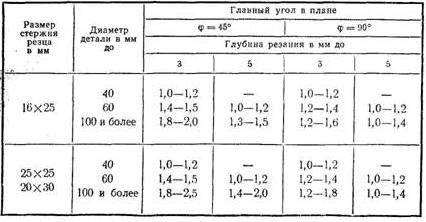 Размер стержня резца в мм | Диаметр детали в мм до | Главный угол в плане
φ = 45° | φ = 90°
Глубина резания в мм до
3 | 5 | 3 | 5
16×25 | 40 | 1,0—1,2 | — | 1,0—1,2 | —
60 | 1,4—1,5 | 1,0—1,2 | 1,2—1,4 | 1,0—1,2
100 и более | 1,8—2,0 | 1,3—1,5 | 1,2—1,6 | 1,0—1,4
25×25 20×30 | 40 | 1,0—1,2 | — | 1,0—1,2 | —
60 | 1,4—1,5 | 1,0—1,2 | 1,2—1,4 | 1,0—1,2
100 и более | 1,8—2,5 | 1,4—2,0 | 1,2—1,8 | 1,0—1,4